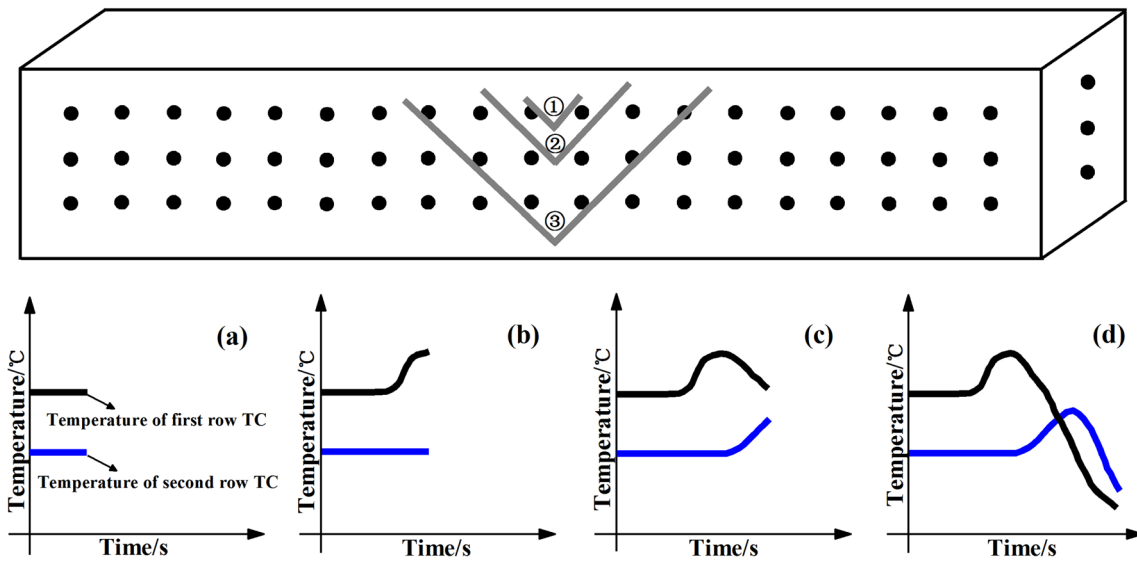 ①
②
③
(a)
Temperature/℃
Temperature of first row TC
Temperature of second row TC
Time/s
(b)
Temperature/℃
Time/s
(c)
Temperature/℃
Time/s
(d)
Temperature/℃
Time/s